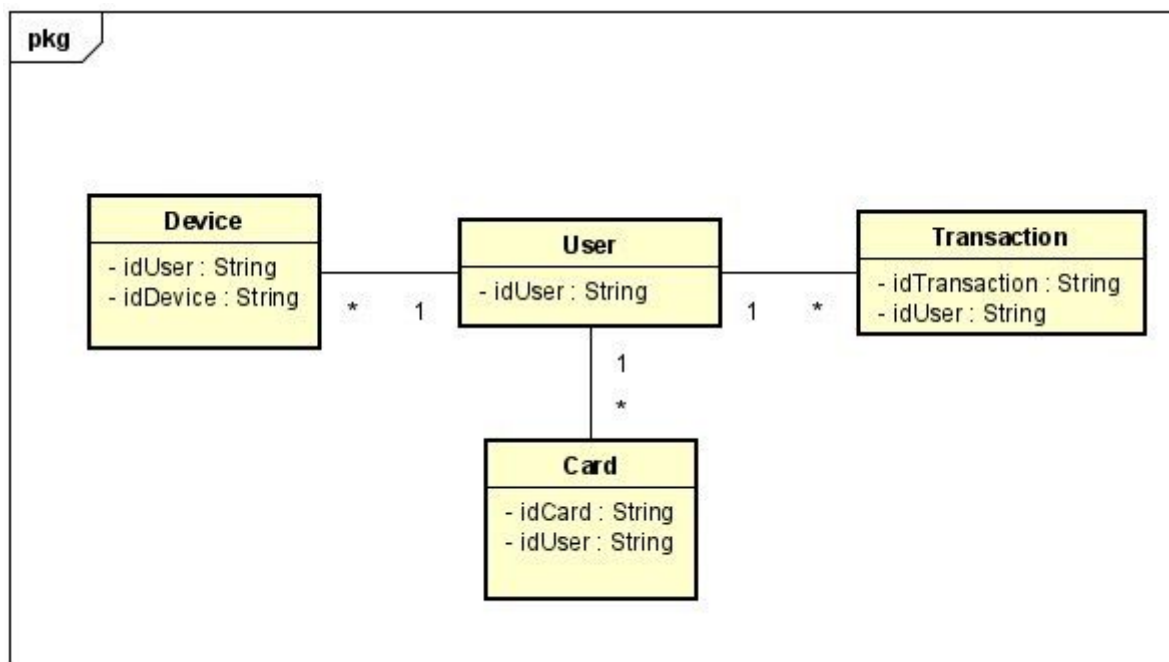 pkg
Device
- idUser : String
- idDevice : String
* 1
User
- idUser : String
1 *
Transaction
- idTransaction : String
- idUser : String
1
*
Card
- idCard : String
- idUser : String